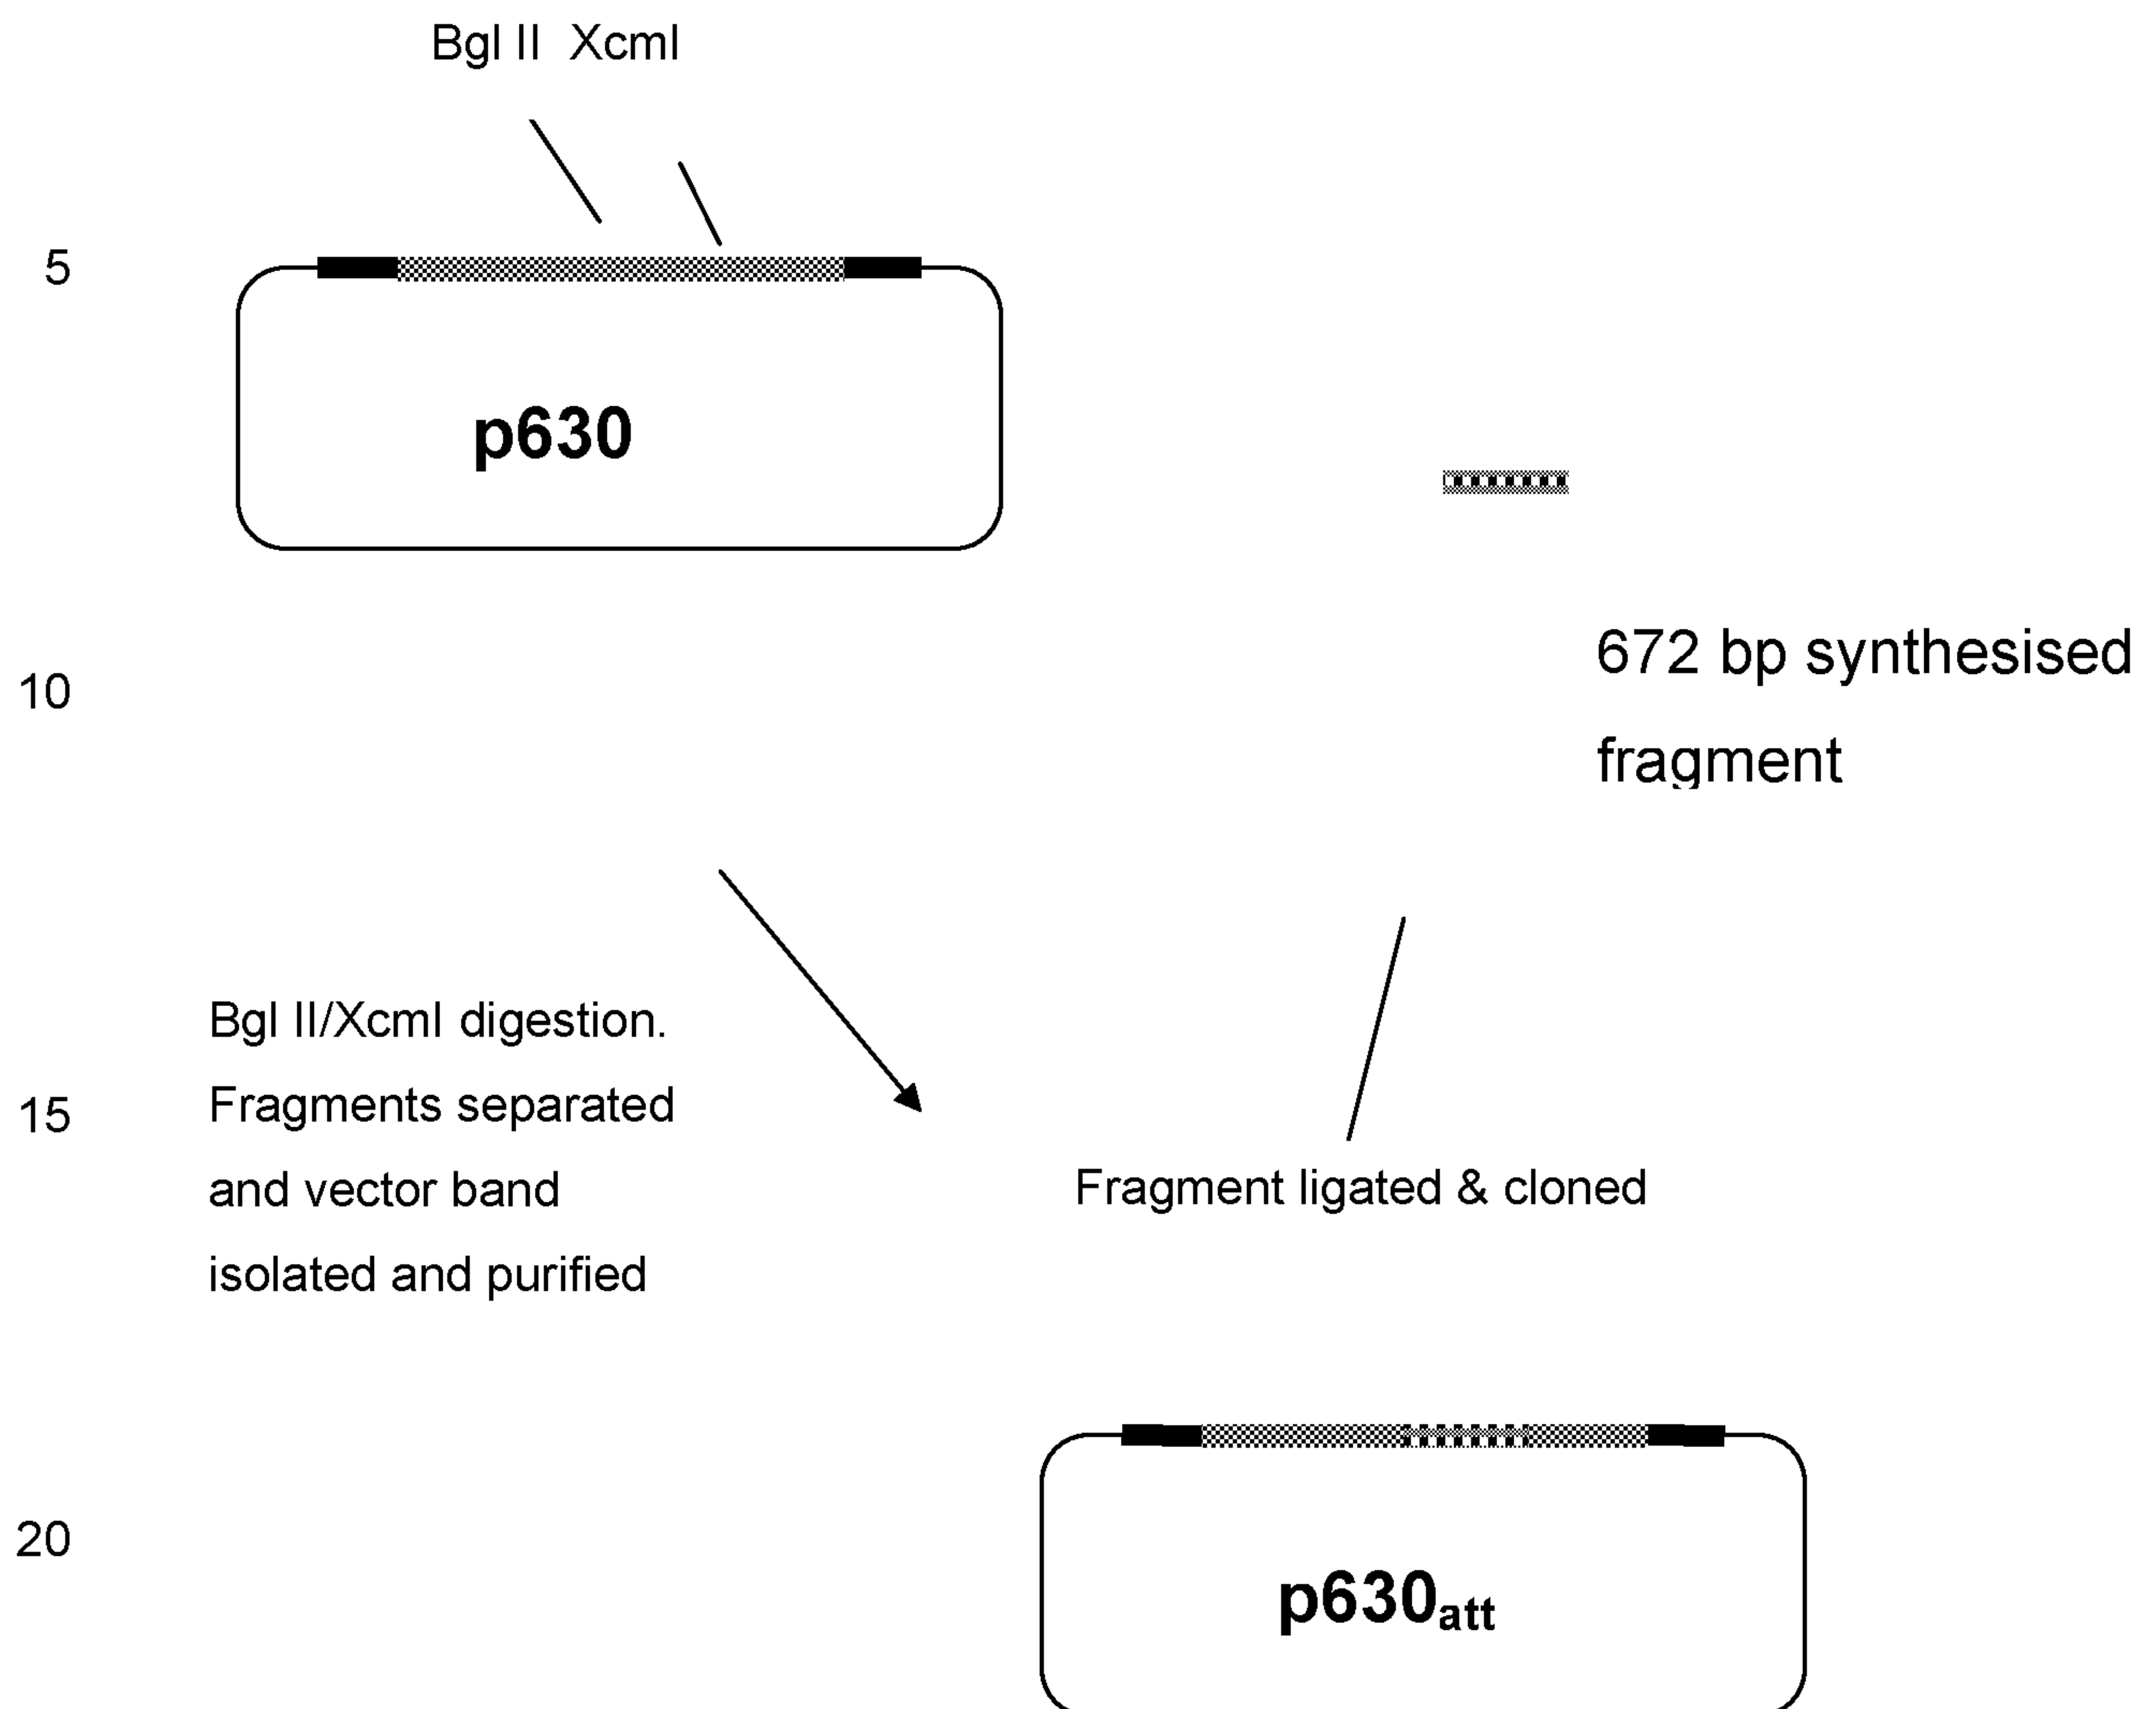 Bgl II XcmI
5
p630
672 bp synthesised
10
fragment
Bgl II/XcmI digestion.
15
Fragments separated
and vector band
isolated and purified
Fragment ligated & cloned
20
p630att